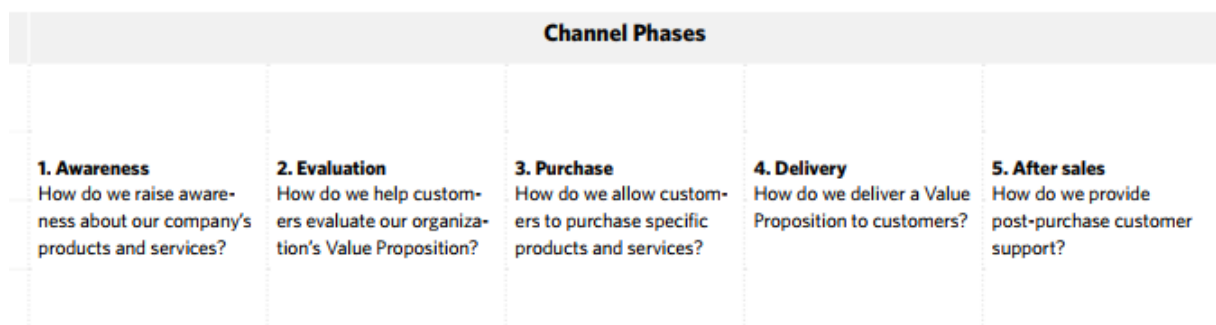 Channel Phases
1. Awareness
How do we raise aware-
ness about our company's
products and services?
2. Evaluation
How do we help custom-
ers evaluate our organiza-
tion's Value Proposition?
3. Purchase
How do we allow custom-
ers to purchase specific
products and services?
4. Delivery
How do we deliver a Value
Proposition to customers?
5. After sales
How do we provide
post-purchase customer
support?